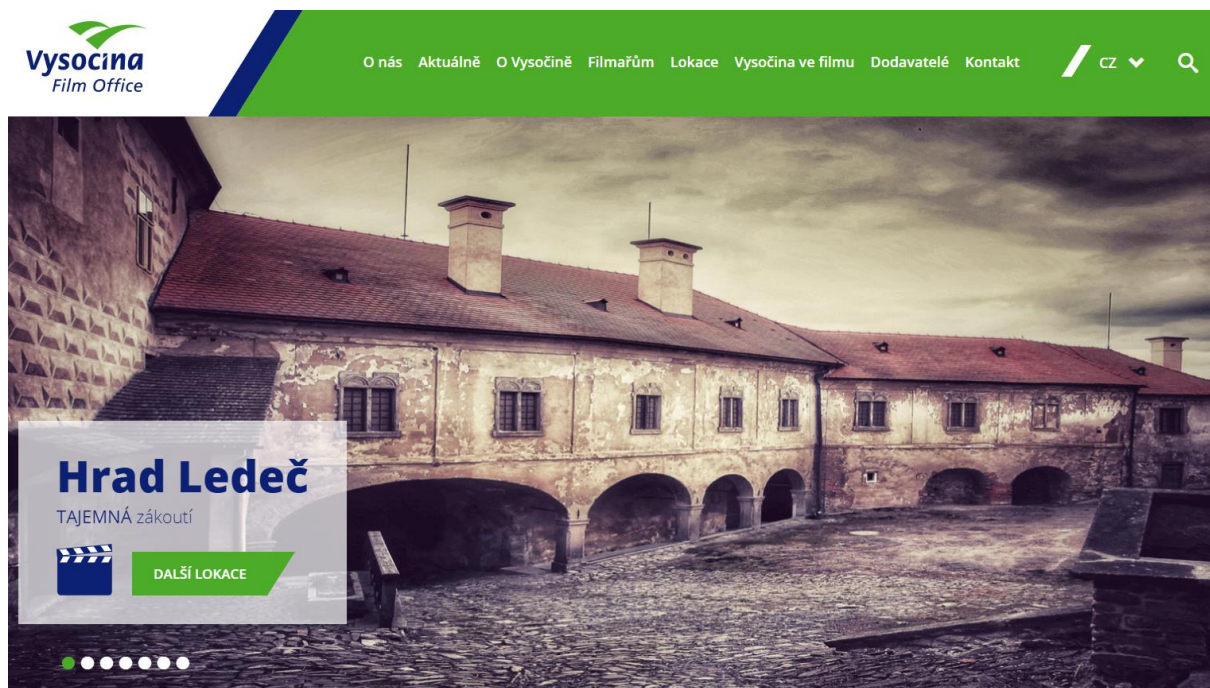 Vysocina
Film Office
O nás Aktuálně O Vysočině Filmařům Lokace Vysočina ve filmu Dodavatelé Kontakt CZ
Hrad Ledeč
TAJEMNÁ zákoutí
DALŠÍ LOKACE